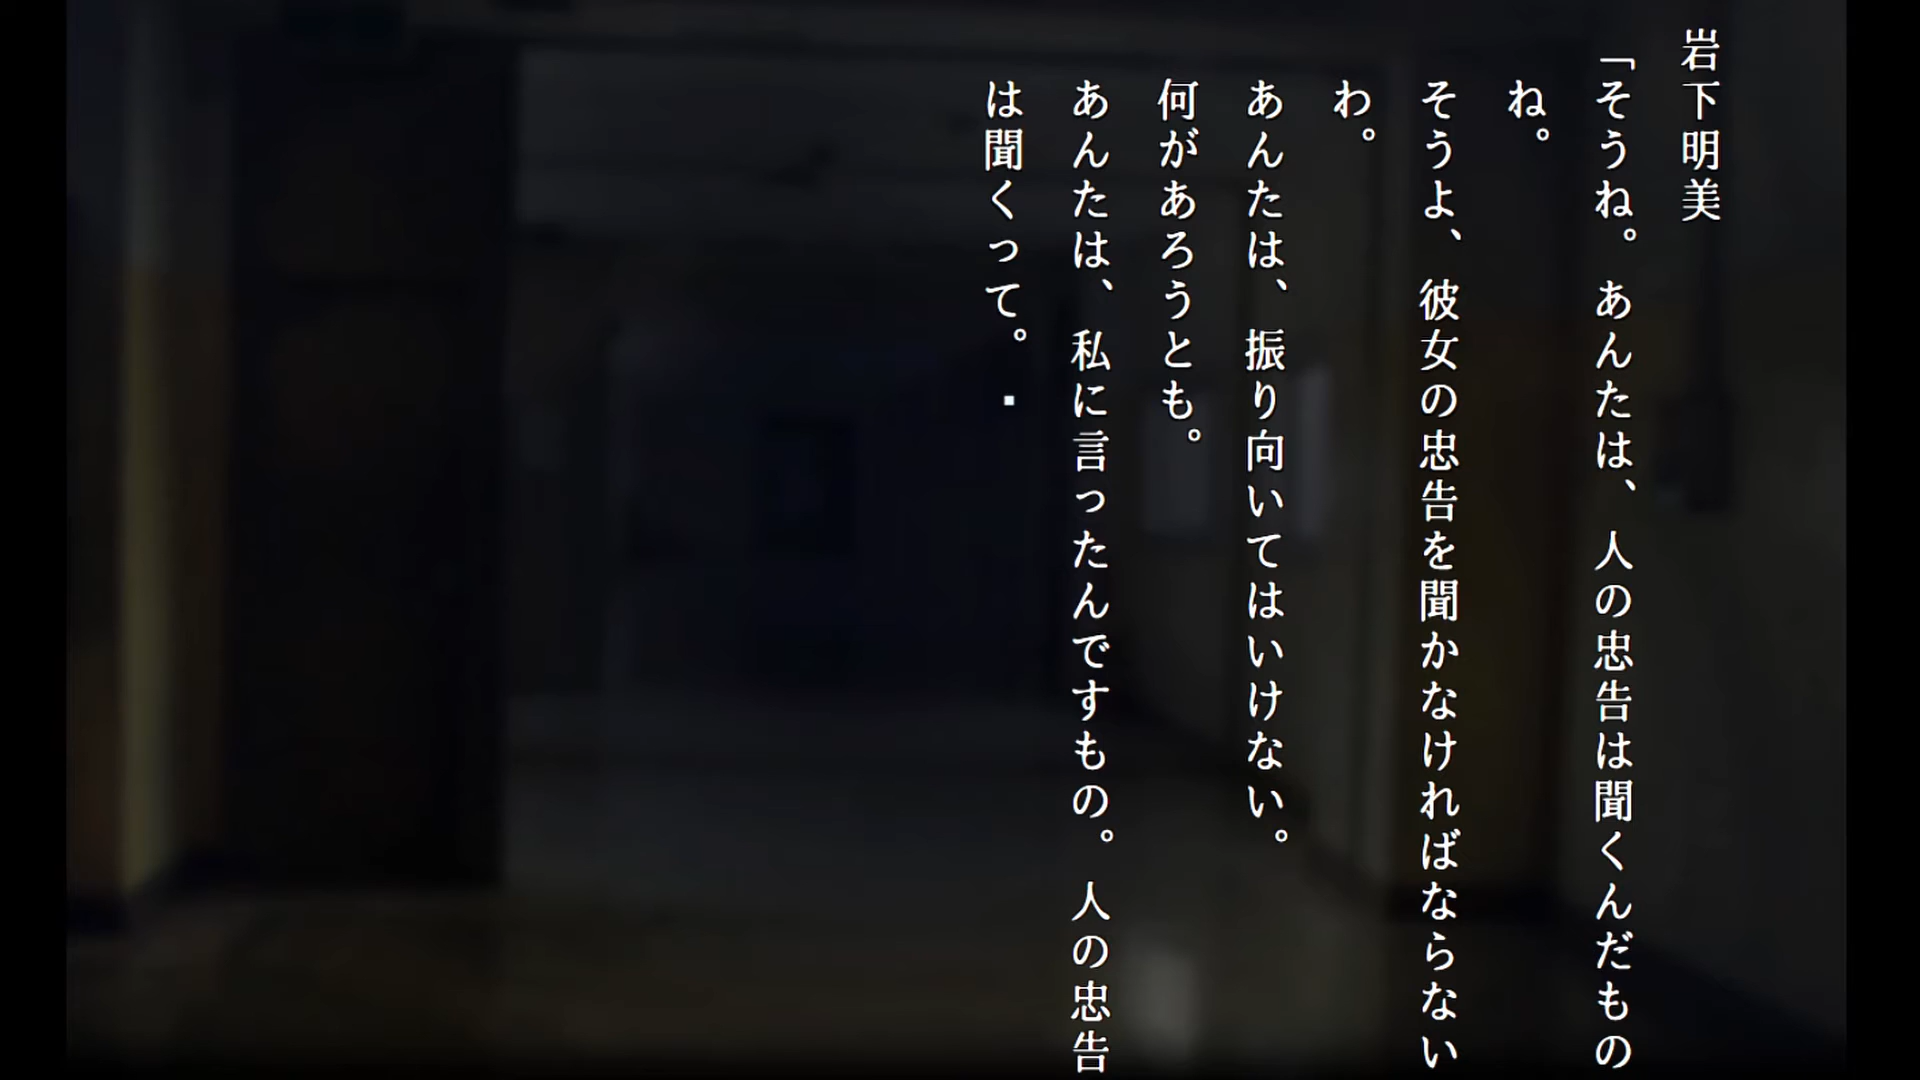 岩下明美
「そうね。あんたは、人の忠告は聞くんだもの
ね。
そうよ、彼女の忠告を聞かなければならない
わ。
あんたは、振り向いてはいけない。
何があろうとも。
あんたは、私に言ったんですもの。人の忠告
は聞くって。